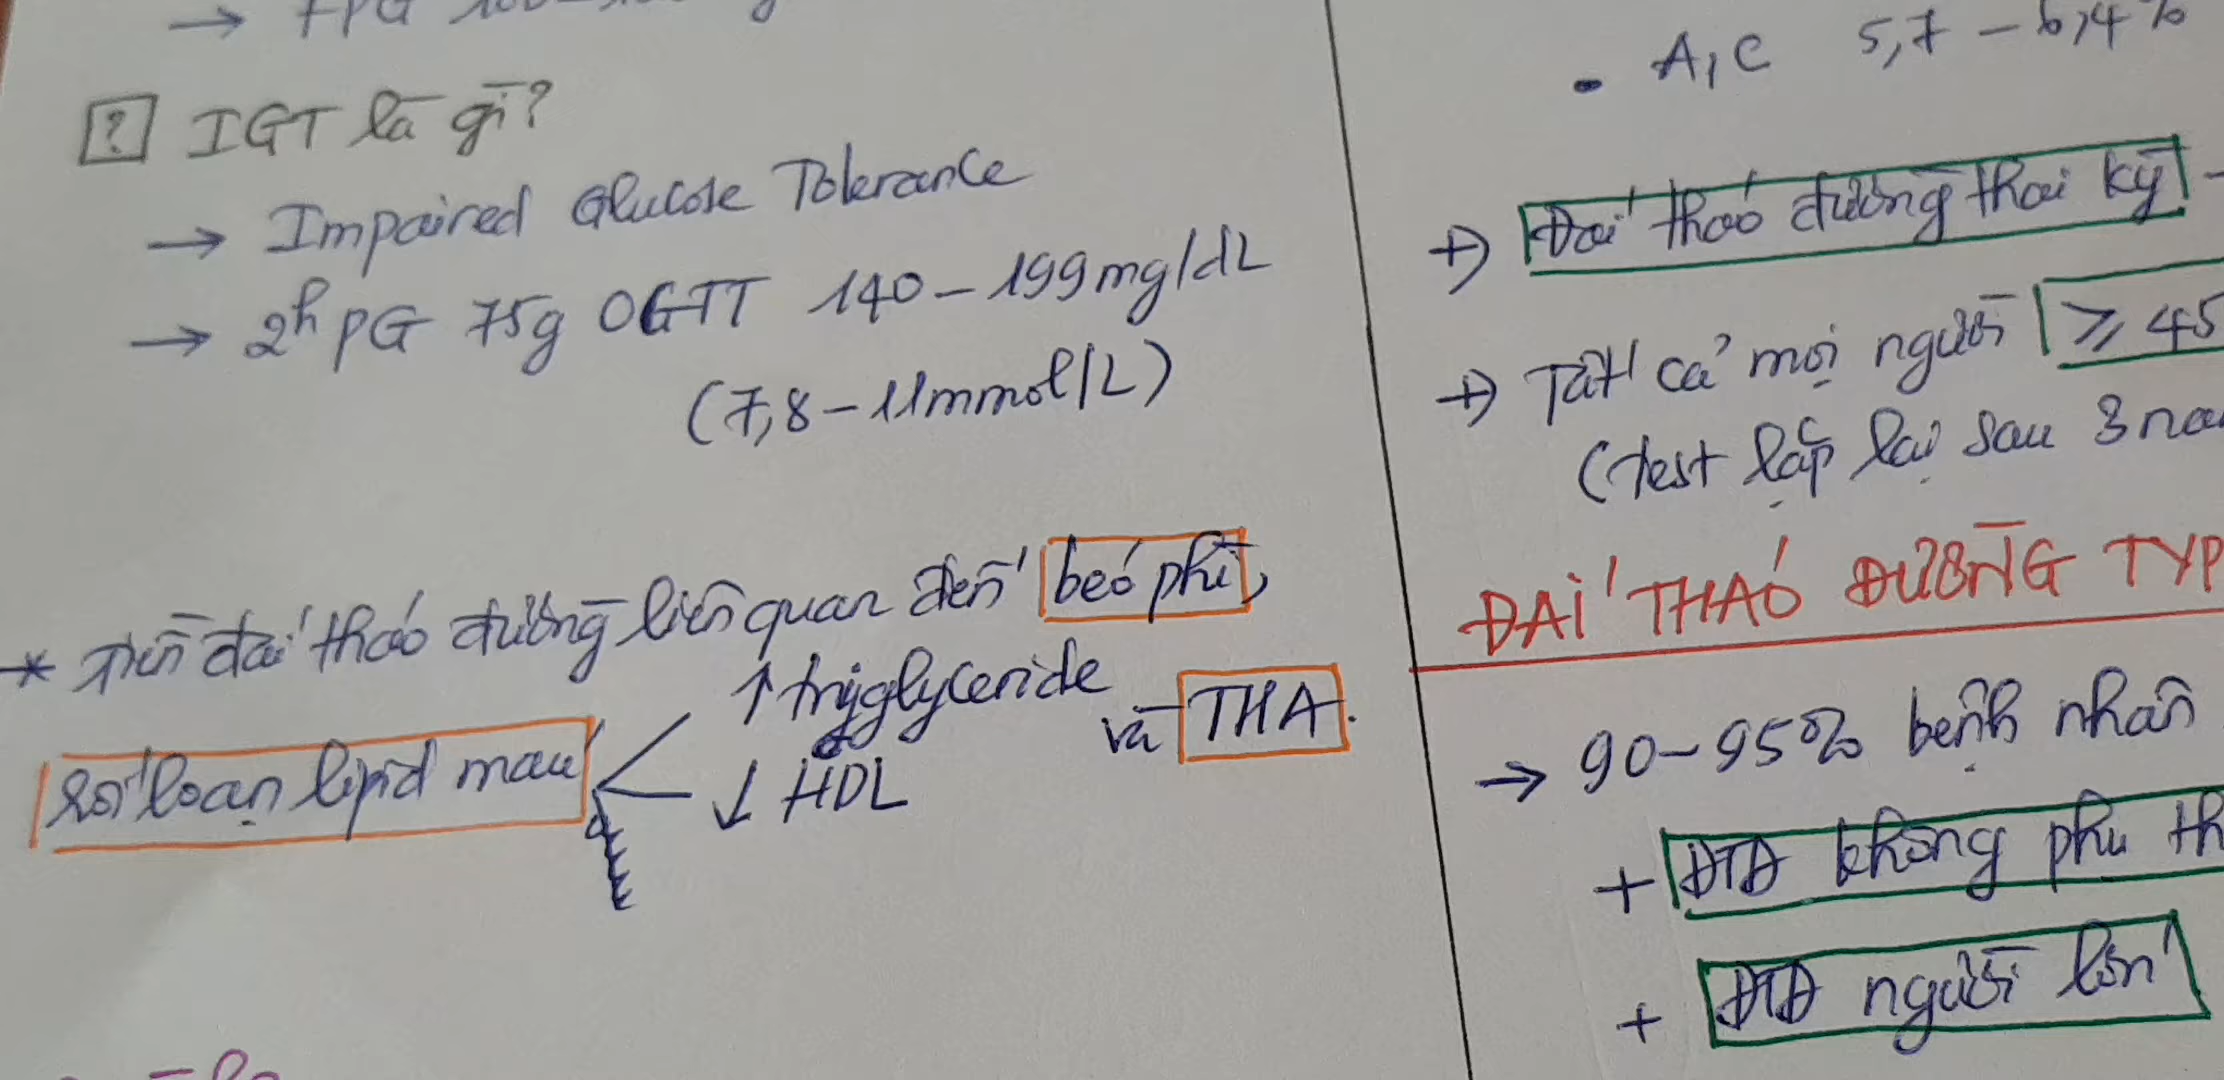 → FPG
? IGT là gì?
→ Impaired Glucose Tolerance
→ 2h PG 75g OGTT 140 - 199mg/dL
(7,8 - 11mmol/L)
* Tiền đái tháo đường liên quan đến béo phì,
rối loạn lipid máu ↑ tryglyceride và THA.
↓ HDL
• A1C 5,7 - 6,4%
+) Đái tháo đường thai kỳ -
+) Tất cả mọi người ≥ 45
(test lặp lại sau 3
ĐÁI THÁO ĐƯỜNG TYP
→ 90-95% bệnh nhân
+ ĐTĐ không phụ th
+ ĐTĐ người lớn